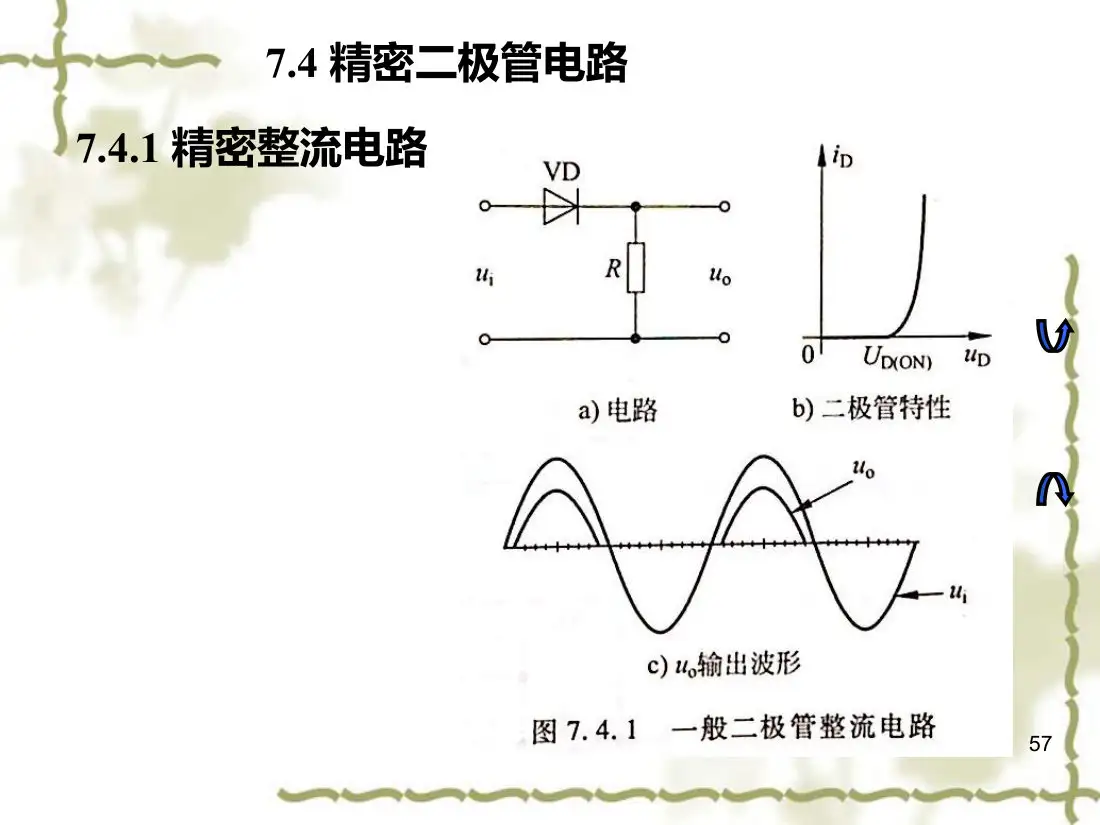 7.4 精密二极管电路
7.4.1 精密整流电路
VD
R
ui
uo
a) 电路
iD
0
UD(ON)
uD
b) 二极管特性
uo
ui
c) uo输出波形
图 7.4.1 一般二极管整流电路
57